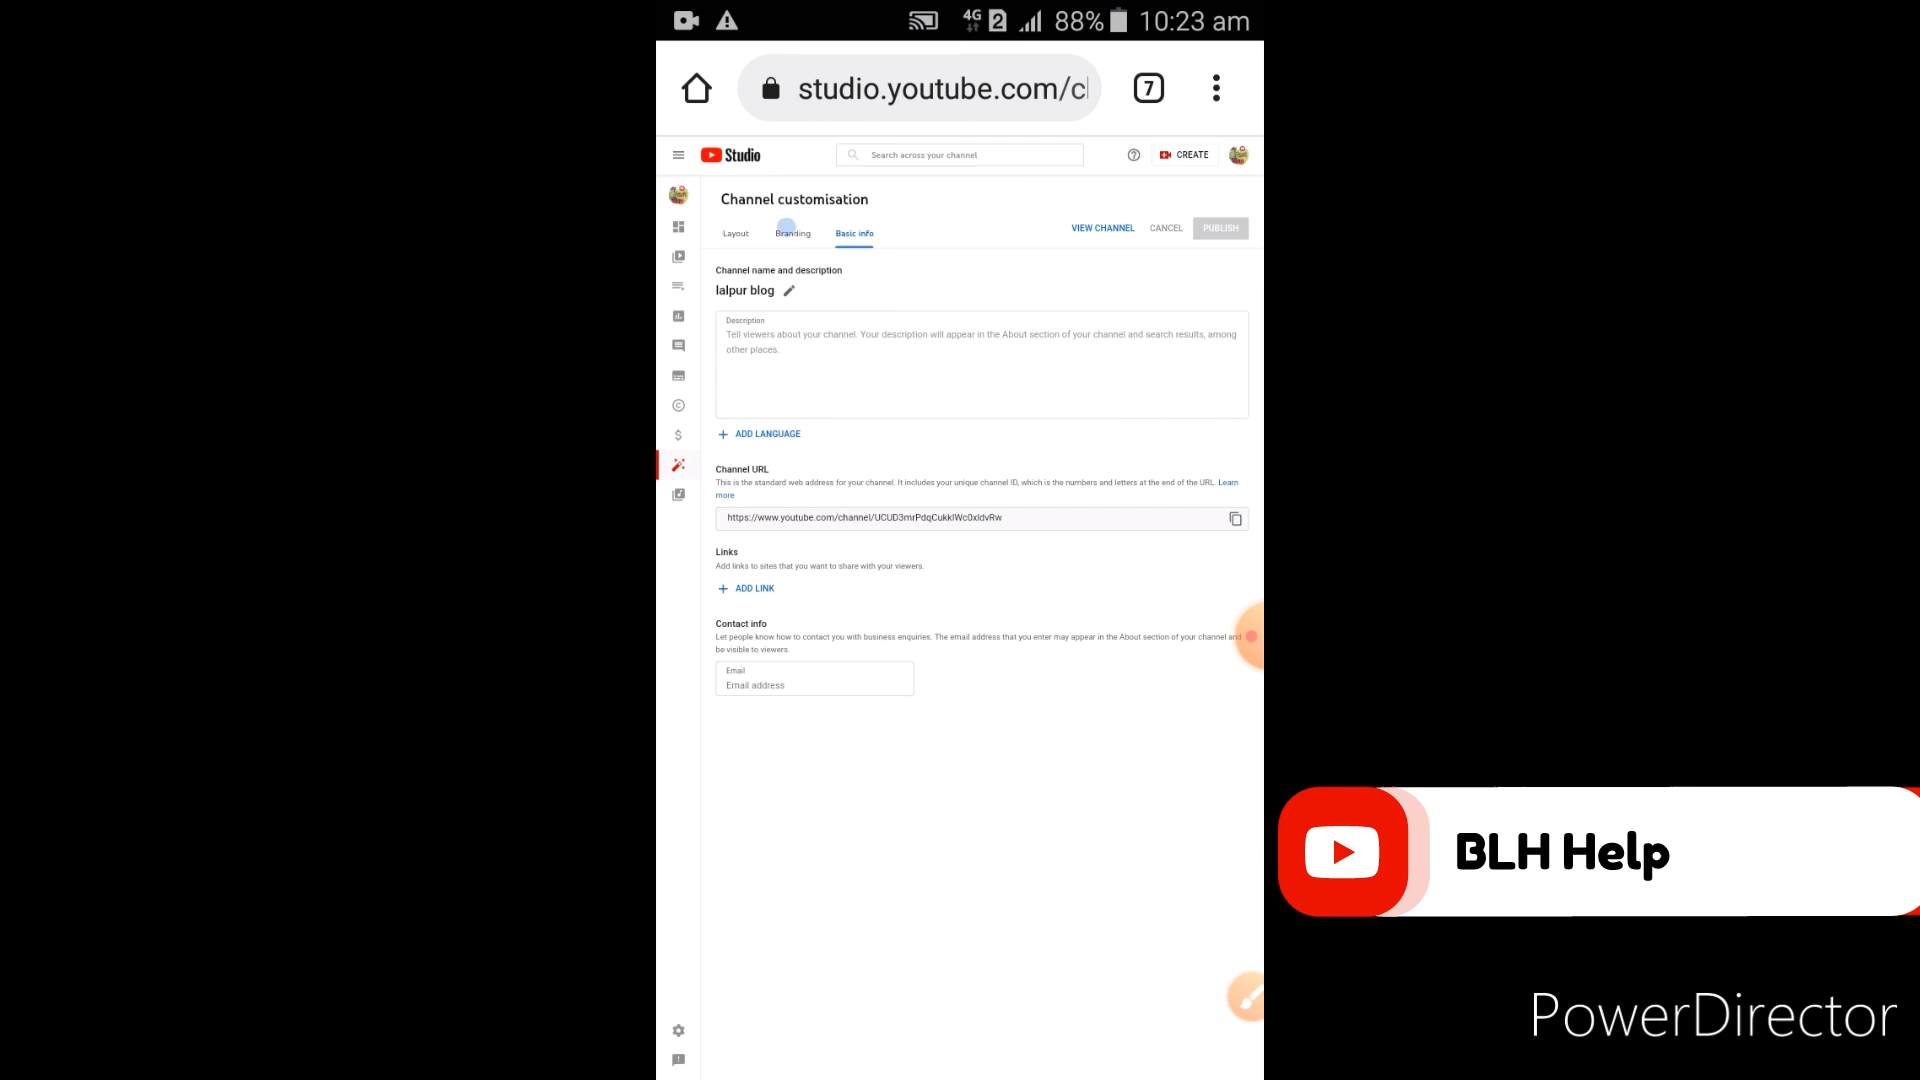 4G 2 88% 10:23 am
studio.youtube.com/c
7
Studio
Search across your channel
CREATE
Channel customisation
Layout
Branding
Basic info
VIEW CHANNEL
CANCEL
PUBLISH
Channel name and description
lalpur blog
Description
Tell viewers about your channel. Your description will appear in the About section of your channel and search results, among
other places.
ADD LANGUAGE
Channel URL
This is the standard web address for your channel. It includes your unique channel ID, which is the numbers and letters at the end of the URL. Learn
more
Links
Add links to sites that you want to share with your viewers.
ADD LINK
Contact info
Let people know how to contact you with business enquiries. The email address that you enter may appear in the About section of your channel and
be visible to viewers.
Email
Email address
BLH Help
PowerDirector